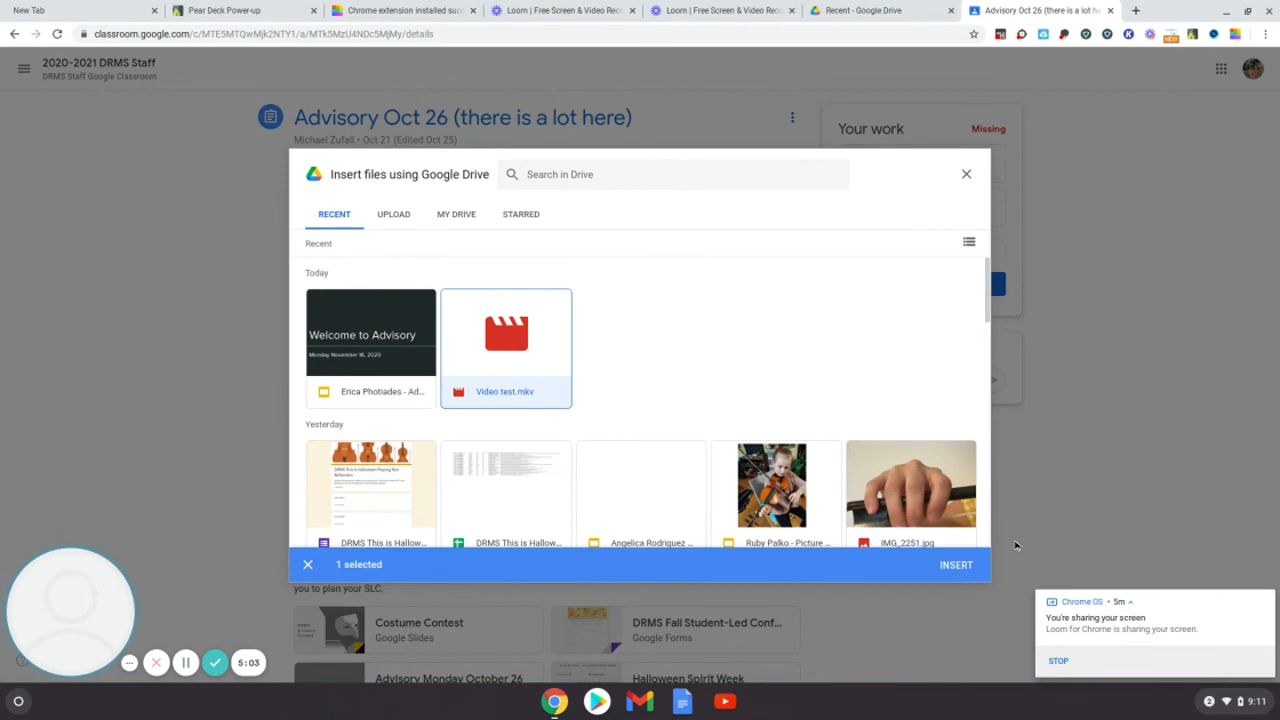 New Tab
Pear Deck Power-up
Chrome extension installed suc
Loom | Free Screen & Video Rec
Loom | Free Screen & Video Rec
Recent - Google Drive
Advisory Oct 26 (there is a lot h
classroom.google.com/c/MTE5MTQwMjk2NTY1/a/MTk5MzU4NDc5MjMy/details
NEW
2020-2021 DRMS Staff
DRMS Staff Google Classroom
Advisory Oct 26 (there is a lot here)
Michael Zufall • Oct 21 (Edited Oct 25)
Your work
Missing
Insert files using Google Drive
Search in Drive
RECENT
UPLOAD
MY DRIVE
STARRED
Recent
Today
Welcome to Advisory
Monday November 16, 2020
Erica Photiades - Ad...
Video test.mkv
Yesterday
DRMS This is Hallow...
DRMS This is Hallow...
Angelica Rodriguez ...
Ruby Palko - Picture ...
IMG_2251.jpg
1 selected
INSERT
you to plan your SLC.
Costume Contest
Google Slides
DRMS Fall Student-Led Conf...
Google Forms
Advisory Monday October 26
Halloween Spirit Week
5:03
Chrome OS • 5m
You're sharing your screen
Loom for Chrome is sharing your screen.
STOP
2
9:11